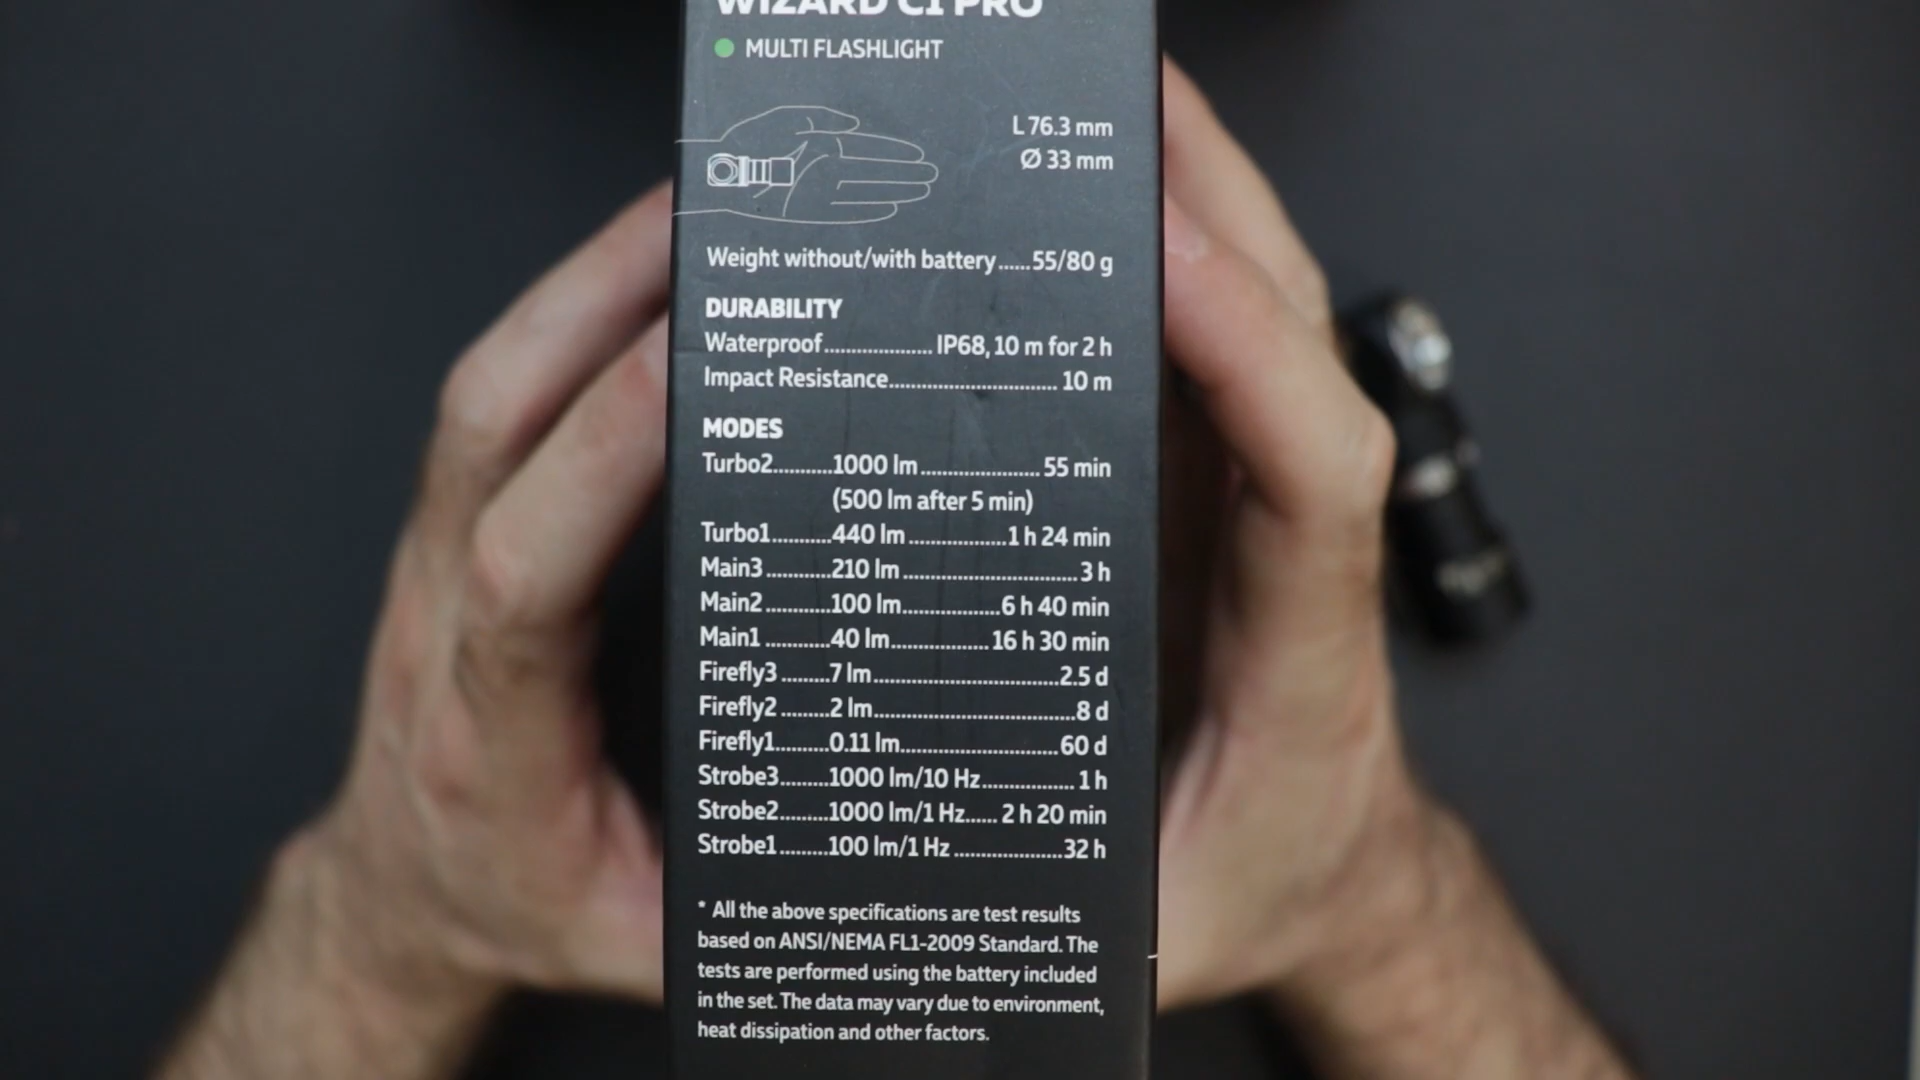 WIZARD C1 PRO
MULTI FLASHLIGHT
L 76.3 mm
Ø 33 mm
Weight without/with battery......55/80 g
DURABILITY
Waterproof.................... IP68, 10 m for 2 h
Impact Resistance............................... 10 m
MODES
Turbo2...........1000 lm...................... 55 min
(500 lm after 5 min)
Turbo1...........440 lm..................1 h 24 min
Main3............210 lm................................3 h
Main2............100 lm..................6 h 40 min
Main1............40 lm.................. 16 h 30 min
Firefly3.........7 lm..................................2.5 d
Firefly2.........2 lm.....................................8 d
Firefly1.........0.11 lm.............................60 d
Strobe3.........1000 lm/10 Hz................. 1 h
Strobe2.........1000 lm/1 Hz...... 2 h 20 min
Strobe1.........100 lm/1 Hz....................32 h
* All the above specifications are test results
based on ANSI/NEMA FL1-2009 Standard. The
tests are performed using the battery included
in the set. The data may vary due to environment,
heat dissipation and other factors.